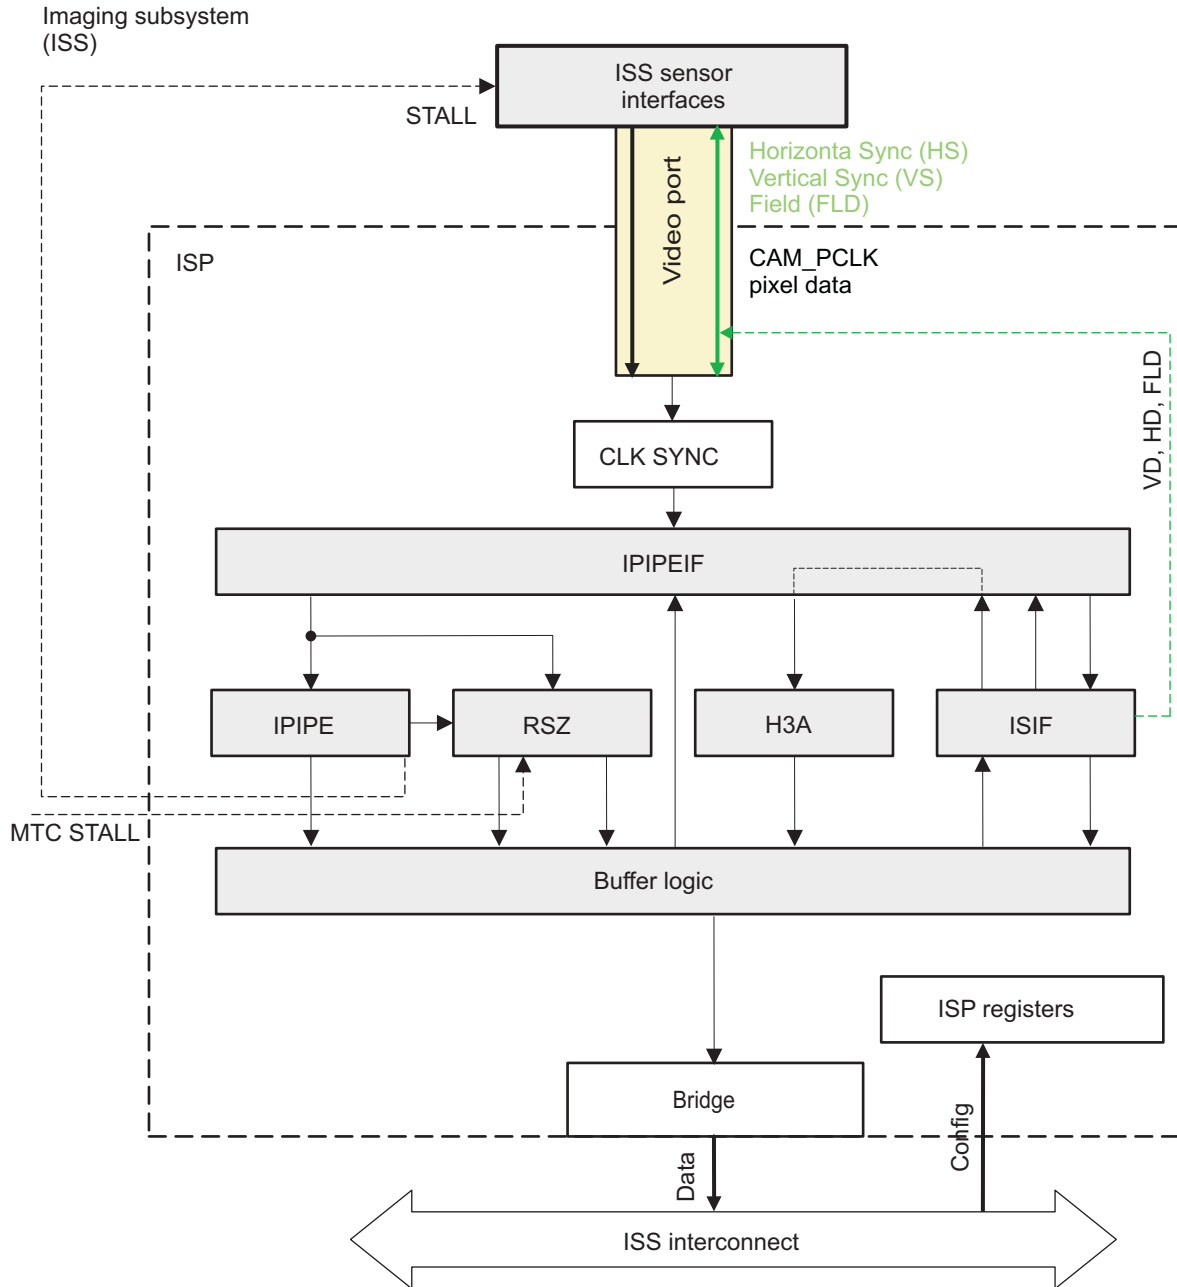 Imaging subsystem
(ISS)
ISS sensor
interfaces
STALL
Horizonta Sync (HS)
Vertical Sync (VS)
Field (FLD)
Video port
ISP
CAM_PCLK
pixel data
VD, HD, FLD
CLK SYNC
IPIPEIF
IPIPE
RSZ
H3A
ISIF
MTC STALL
Buffer logic
ISP registers
Bridge
Config
Data
ISS interconnect